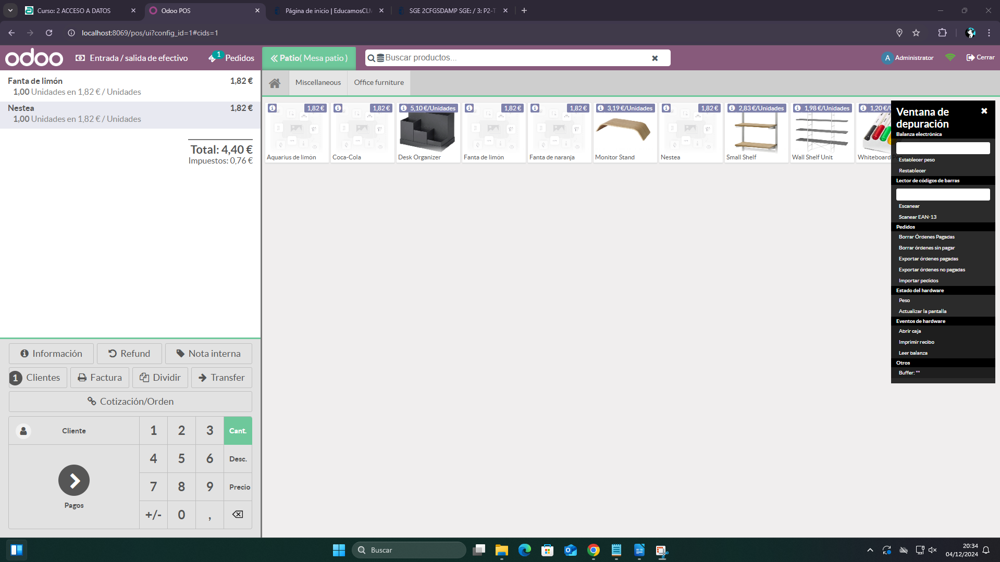 Curso: 2 ACCESO A DATOS
Odoo POS
Página de inicio | EducamosCLM
SGE 2CFGSDAMP SGE: / 3: P2-T
localhost:8069/pos/ui?config_id=1#cids=1
odoo
Entrada / salida de efectivo
1
Pedidos
Patio( Mesa patio )
Buscar productos...
A
Administrator
Cerrar
Fanta de limón 1,82 €
1,00 Unidades en 1,82 € / Unidades
Nestea 1,82 €
1,00 Unidades en 1,82 € / Unidades
Total: 4,40 €
Impuestos: 0,76 €
Miscellaneous
Office furniture
1,82 €
Aquarius de limón
1,82 €
Coca-Cola
5,10 €/Unidades
Desk Organizer
1,82 €
Fanta de limón
1,82 €
Fanta de naranja
3,19 €/Unidades
Monitor Stand
1,82 €
Nestea
2,83 €/Unidades
Small Shelf
1,98 €/Unidades
Wall Shelf Unit
1,20 €/U
Whiteboard
Ventana de
depuración
Balanza electrónica
Establecer peso
Restablecer
Lector de códigos de barras
Escanear
Scanear EAN-13
Pedidos
Borrar Órdenes Pagadas
Borrar órdenes sin pagar
Exportar órdenes pagadas
Exportar órdenes no pagadas
Importar pedidos
Estado del hardware
Peso
Actualizar la pantalla
Eventos de hardware
Abrir caja
Imprimir recibo
Leer balanza
Otros
Buffer: ""
Información
Refund
Nota interna
1 Clientes
Factura
Dividir
Transfer
Cotización/Orden
Cliente
1 2 3 Cant.
4 5 6 Desc.
7 8 9 Precio
+/- 0 ,
Pagos
Buscar
20:34
04/12/2024